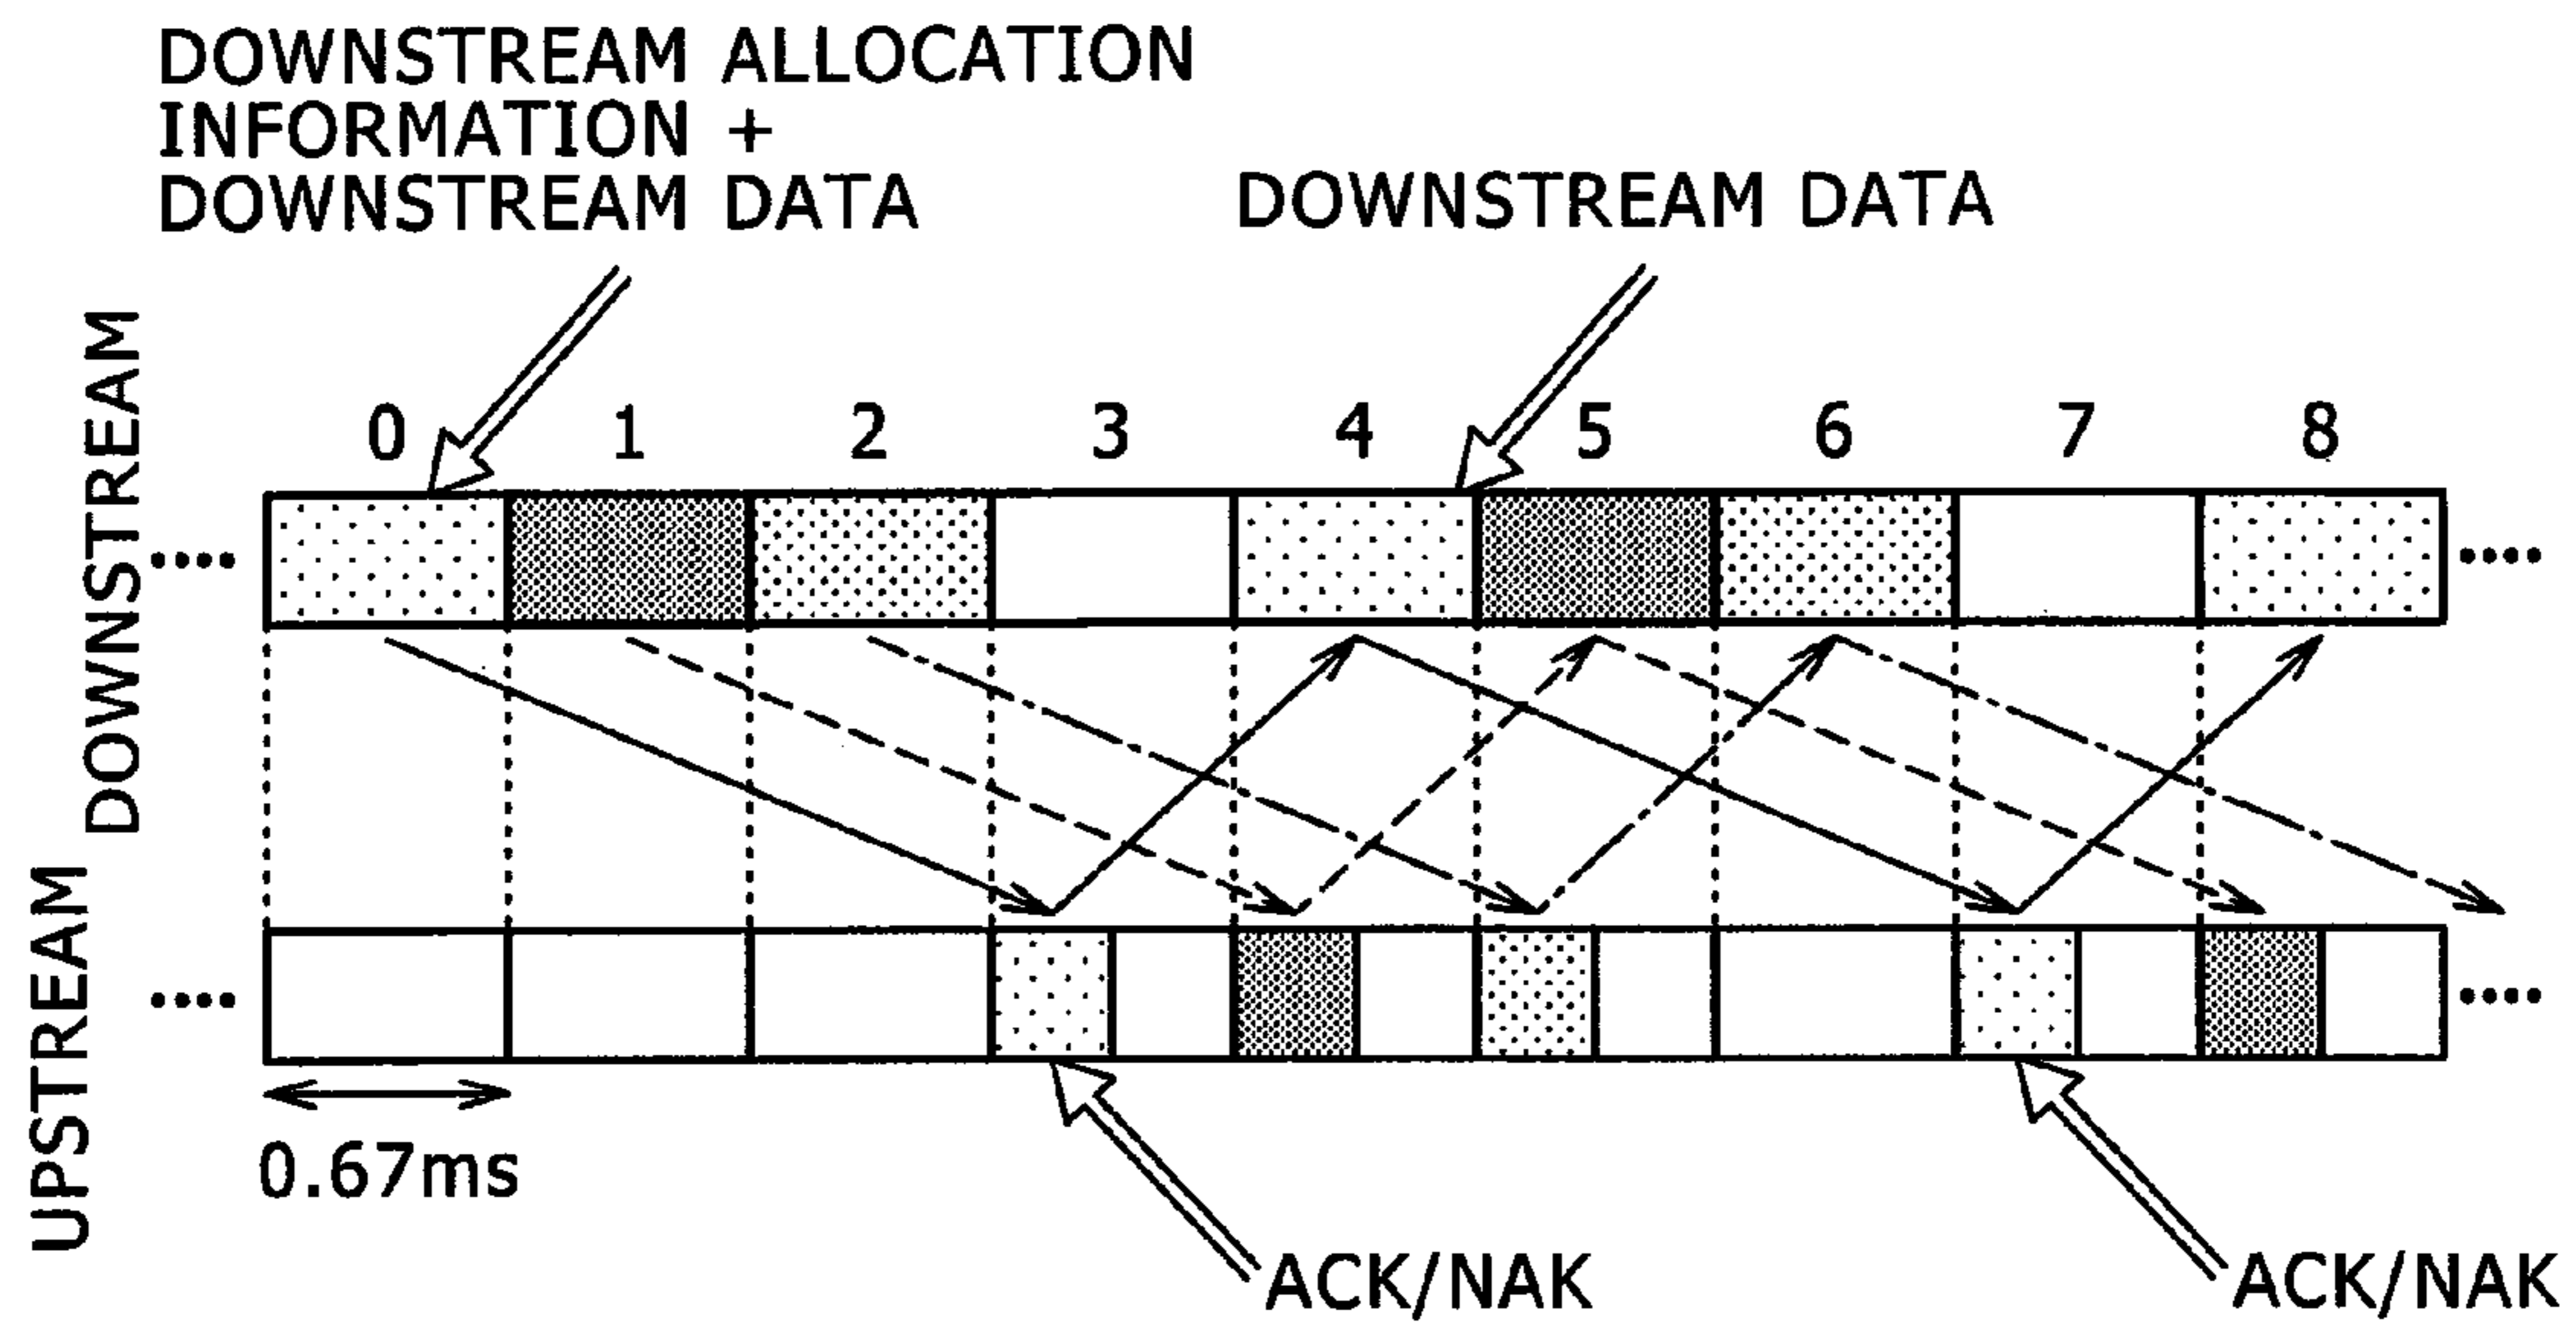 DOWNSTREAM ALLOCATION
INFORMATION +
DOWNSTREAM DATA
DOWNSTREAM DATA
DOWNSTREAM
0 1 2 3 4 5 6 7 8
UPSTREAM
0.67ms
ACK/NAK
ACK/NAK